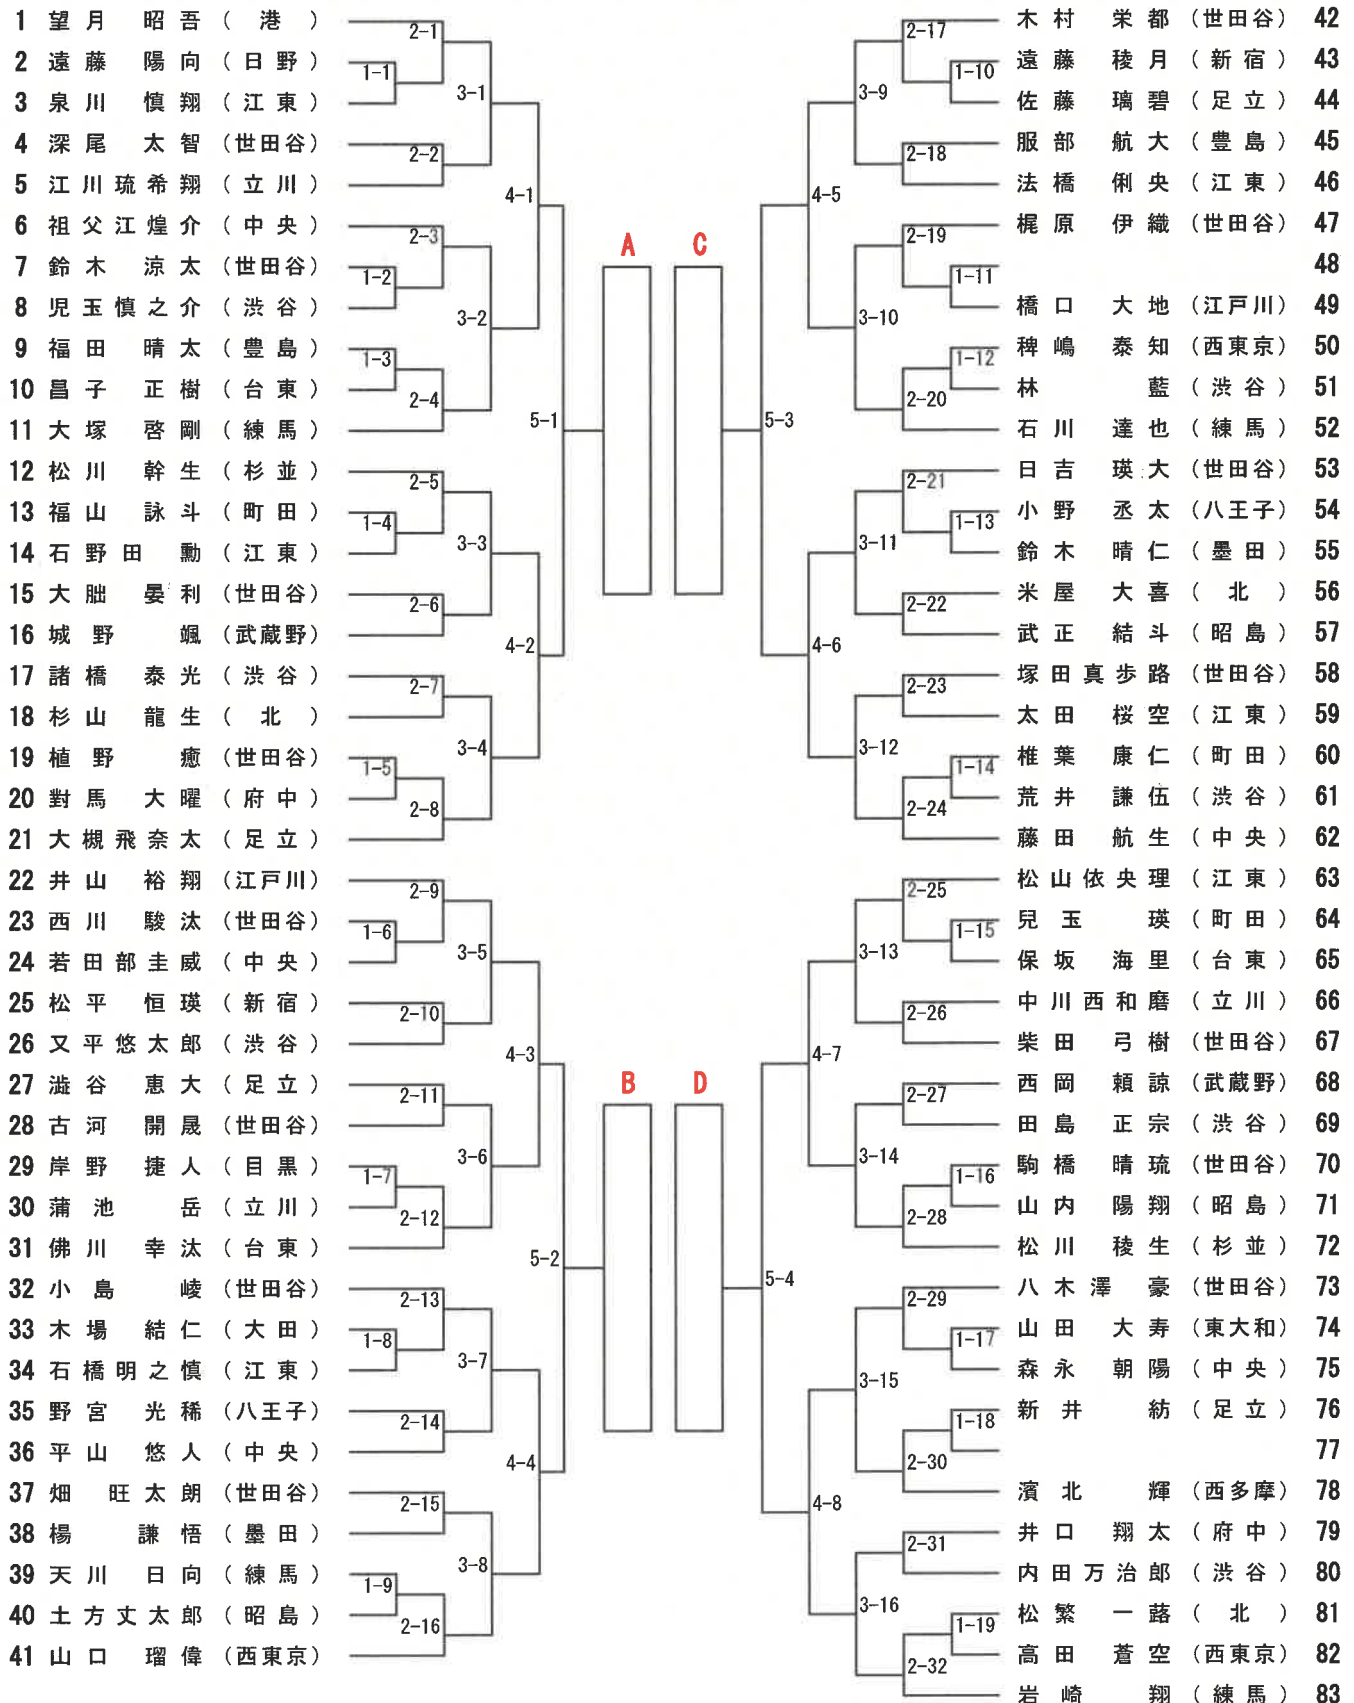 1 望月 昭吾 (港)
2 遠藤 陽向 (日野)
3 泉川 慎翔 (江東)
4 深尾 太智 (世田谷)
5 江川琉希翔 (立川)
6 祖父江煌介 (中央)
7 鈴木 涼太 (世田谷)
8 児玉慎之介 (渋谷)
9 福田 晴太 (豊島)
10 昌子 正樹 (台東)
11 大塚 啓剛 (練馬)
12 松川 幹生 (杉並)
13 福山 詠斗 (町田)
14 石野田 勲 (江東)
15 大朏 晏利 (世田谷)
16 城野 颯 (武蔵野)
17 諸橋 泰光 (渋谷)
18 杉山 龍生 (北)
19 植野 癒 (世田谷)
20 對馬 大曜 (府中)
21 大槻飛奈太 (足立)
22 井山 裕翔 (江戸川)
23 西川 駿汰 (世田谷)
24 若田部圭威 (中央)
25 松平 恒瑛 (新宿)
26 又平悠太郎 (渋谷)
27 澁谷 恵大 (足立)
28 古河 開晟 (世田谷)
29 岸野 捷人 (目黒)
30 蒲池 岳 (立川)
31 佛川 幸汰 (台東)
32 小島 崚 (世田谷)
33 木場 結仁 (大田)
34 石橋明之慎 (江東)
35 野宮 光稀 (八王子)
36 平山 悠人 (中央)
37 畑 旺太朗 (世田谷)
38 楊 謙悟 (墨田)
39 天川 日向 (練馬)
40 土方丈太郎 (昭島)
41 山口 瑠偉 (西東京)
1-1
1-2
1-3
1-4
1-5
1-6
1-7
1-8
1-9
2-1
2-2
2-3
2-4
2-5
2-6
2-7
2-8
2-9
2-10
2-11
2-12
2-13
2-14
2-15
2-16
3-1
3-2
3-3
3-4
3-5
3-6
3-7
3-8
4-1
4-2
4-3
4-4
5-1
5-2
A
B
C
D
5-3
5-4
4-5
4-6
4-7
4-8
3-9
3-10
3-11
3-12
3-13
3-14
3-15
3-16
2-17
2-18
2-19
2-20
2-21
2-22
2-23
2-24
2-25
2-26
2-27
2-28
2-29
2-30
2-31
2-32
1-10
1-11
1-12
1-13
1-14
1-15
1-16
1-17
1-18
1-19
木村 栄都 (世田谷) 42
遠藤 稜月 (新宿) 43
佐藤 璃碧 (足立) 44
服部 航大 (豊島) 45
法橋 俐央 (江東) 46
梶原 伊織 (世田谷) 47
48
橋口 大地 (江戸川) 49
稗嶋 泰知 (西東京) 50
林 藍 (渋谷) 51
石川 達也 (練馬) 52
日吉 瑛大 (世田谷) 53
小野 丞太 (八王子) 54
鈴木 晴仁 (墨田) 55
米屋 大喜 (北) 56
武正 結斗 (昭島) 57
塚田真歩路 (世田谷) 58
太田 桜空 (江東) 59
椎葉 康仁 (町田) 60
荒井 謙伍 (渋谷) 61
藤田 航生 (中央) 62
松山依央理 (江東) 63
兒玉 瑛 (町田) 64
保坂 海里 (台東) 65
中川西和磨 (立川) 66
柴田 弓樹 (世田谷) 67
西岡 頼諒 (武蔵野) 68
田島 正宗 (渋谷) 69
駒橋 晴琉 (世田谷) 70
山内 陽翔 (昭島) 71
松川 稜生 (杉並) 72
八木澤 豪 (世田谷) 73
山田 大寿 (東大和) 74
森永 朝陽 (中央) 75
新井 紡 (足立) 76
77
濱北 輝 (西多摩) 78
井口 翔太 (府中) 79
内田万治郎 (渋谷) 80
松繁 一蕗 (北) 81
高田 蒼空 (西東京) 82
岩崎 翔 (練馬) 83